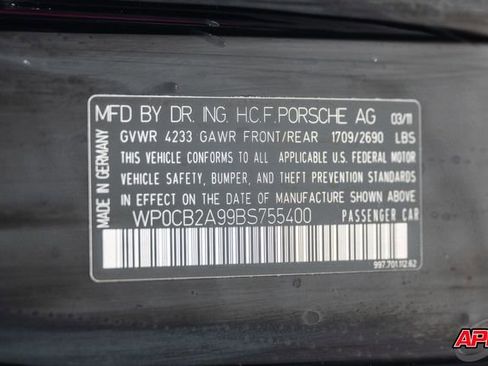 MFD BY DR. ING. H.C.F. PORSCHE AG 03/11
GVWR 4233 GAWR FRONT/REAR 1709/2690 LBS
THIS VEHICLE CONFORMS TO ALL APPLICABLE U.S. FEDERAL MOTOR
VEHICLE SAFETY, BUMPER, AND THEFT PREVENTION STANDARDS
IN EFFECT ON THE DATE OF MANUFACTURE SHOWN ABOVE
WP0CB2A99BS755400 PASSENGER CAR
MADE IN GERMANY
997.701.112.62